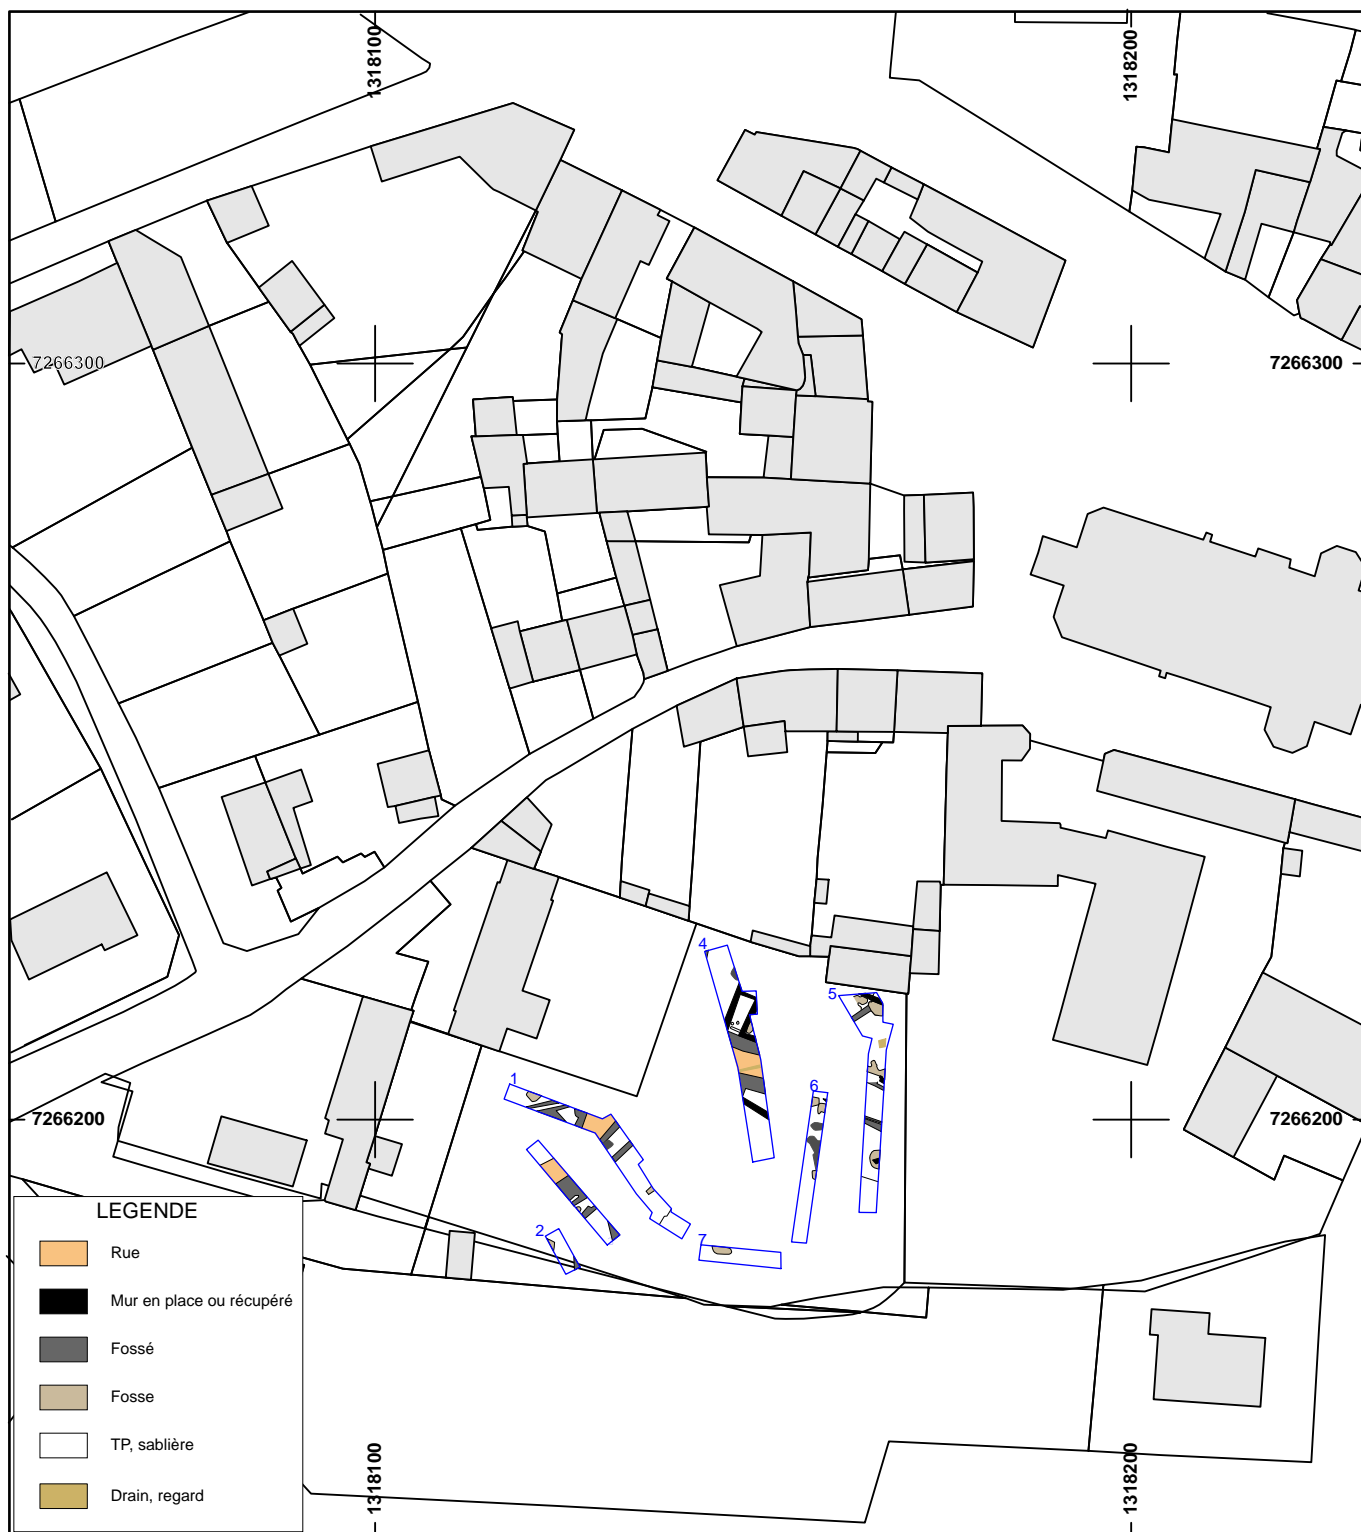 1318100
1318200
7266300
7266300
4
5
1
6
7266200
7266200
2
7
LEGENDE
Rue
Mur en place ou récupéré
Fossé
Fosse
TP, sablière
Drain, regard
1318100
1318200